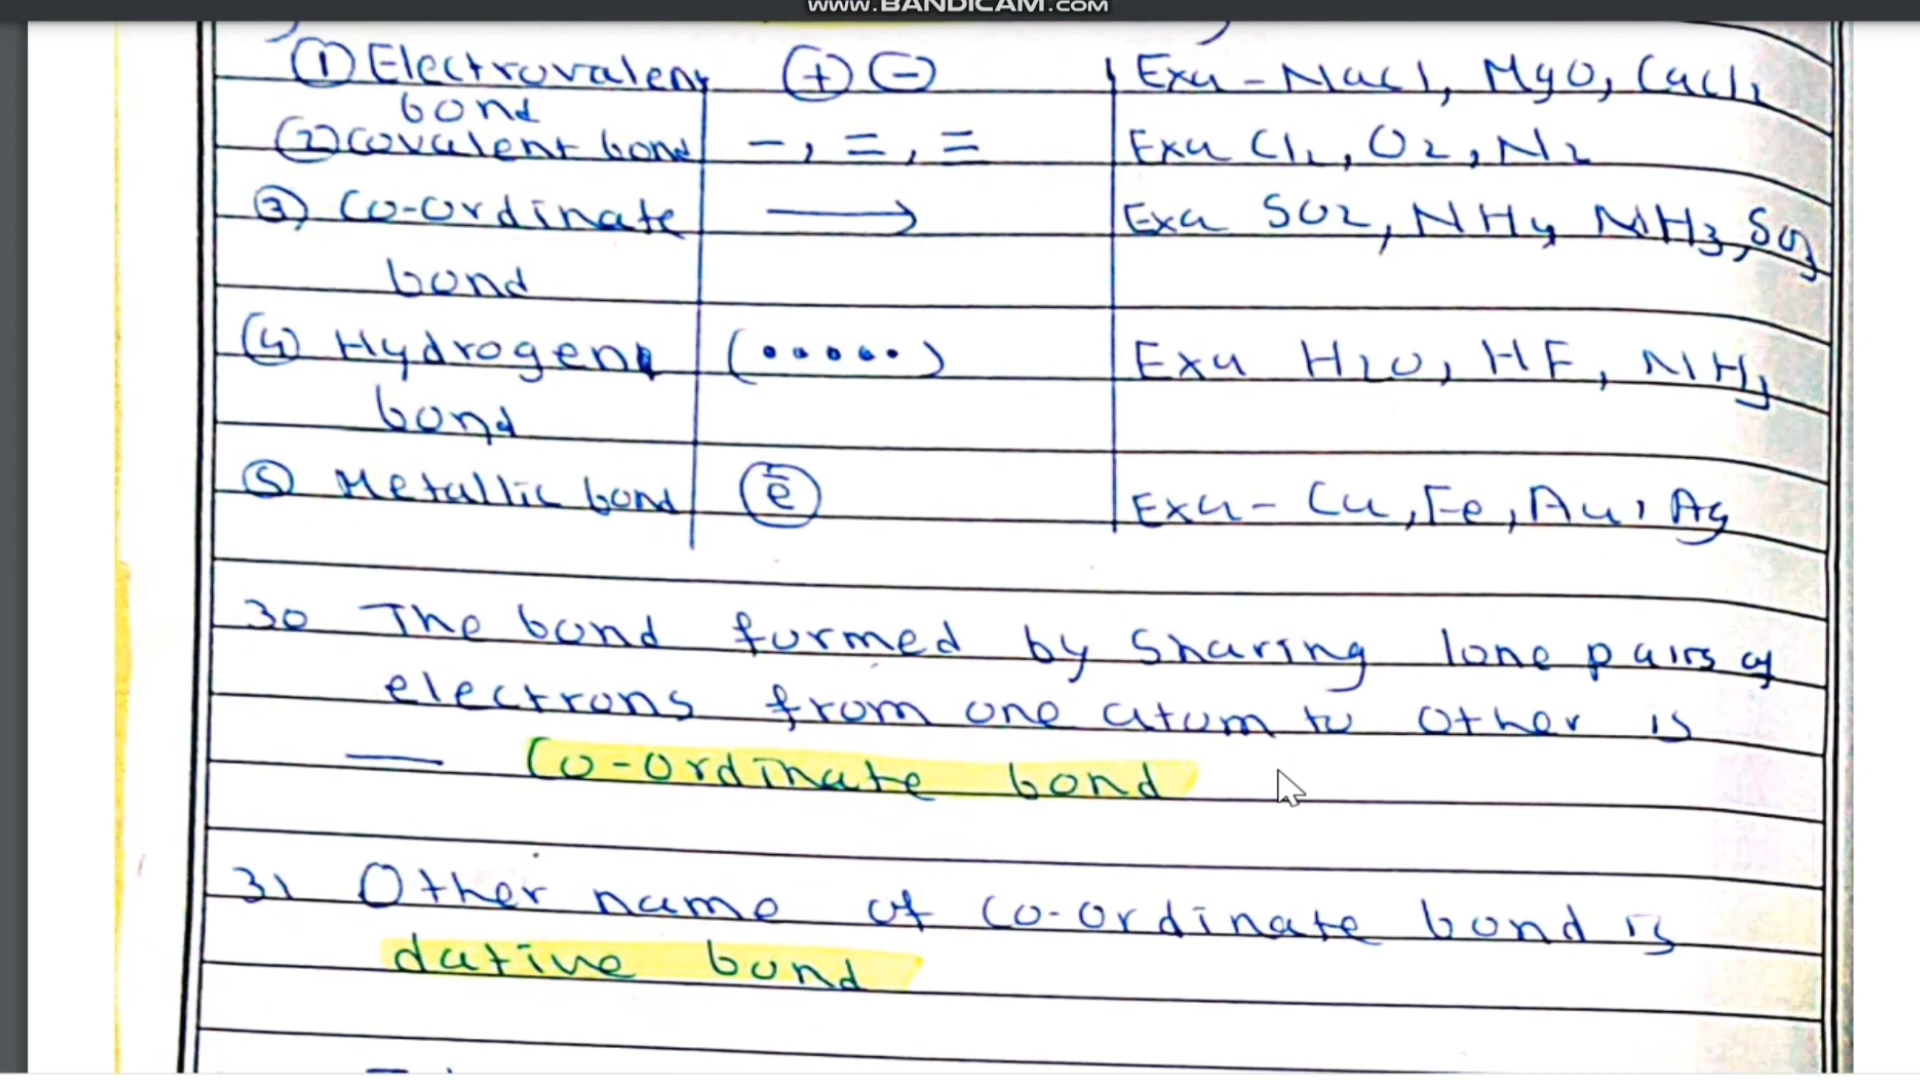 www.BANDICAM.com
① Electrovalent ⊕ ⊖ Exa - NaCl, MgO, CaCl₂
bond
② Covalent bond -, =, ≡ Exa Cl₂, O₂, N₂
③ Co-ordinate → Exa SO2, NH4 NH3, SO3
bond
④ Hydrogen (.....) Exa H2O, HF, NH3
bond
⑤ Metallic bond ē Exa - Cu, Fe, Au, Ag
30 The bond formed by Sharing lone pairs of
electrons from one atom to other is
— Co-ordinate bond
31 Other name of Co-ordinate bond is
dative bond